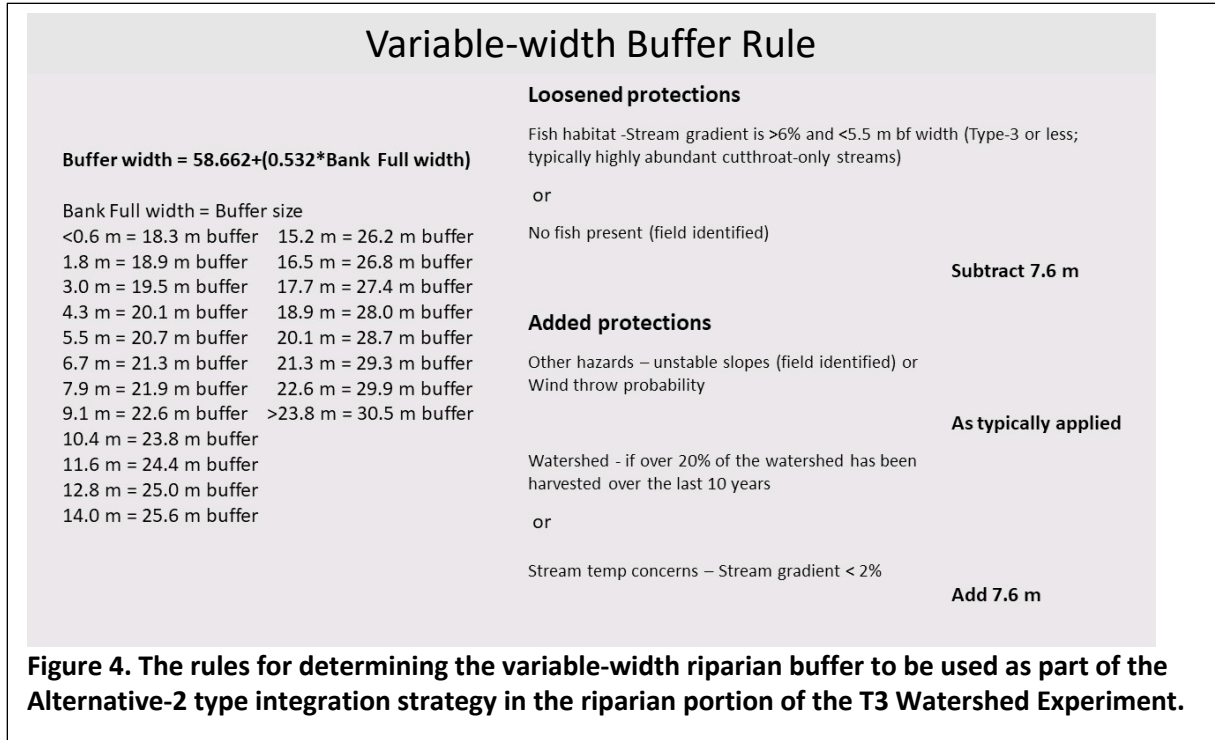 Variable-width Buffer Rule
Buffer width = 58.662+(0.532*Bank Full width)
Bank Full width = Buffer size
<0.6 m = 18.3 m buffer 15.2 m = 26.2 m buffer
1.8 m = 18.9 m buffer 16.5 m = 26.8 m buffer
3.0 m = 19.5 m buffer 17.7 m = 27.4 m buffer
4.3 m = 20.1 m buffer 18.9 m = 28.0 m buffer
5.5 m = 20.7 m buffer 20.1 m = 28.7 m buffer
6.7 m = 21.3 m buffer 21.3 m = 29.3 m buffer
7.9 m = 21.9 m buffer 22.6 m = 29.9 m buffer
9.1 m = 22.6 m buffer >23.8 m = 30.5 m buffer
10.4 m = 23.8 m buffer
11.6 m = 24.4 m buffer
12.8 m = 25.0 m buffer
14.0 m = 25.6 m buffer
Loosened protections
Fish habitat -Stream gradient is >6% and <5.5 m bf width (Type-3 or less;
typically highly abundant cutthroat-only streams)
or
No fish present (field identified)
Subtract 7.6 m
Added protections
Other hazards – unstable slopes (field identified) or
Wind throw probability
As typically applied
Watershed - if over 20% of the watershed has been
harvested over the last 10 years
or
Stream temp concerns – Stream gradient < 2%
Add 7.6 m
Figure 4. The rules for determining the variable-width riparian buffer to be used as part of the
Alternative-2 type integration strategy in the riparian portion of the T3 Watershed Experiment.